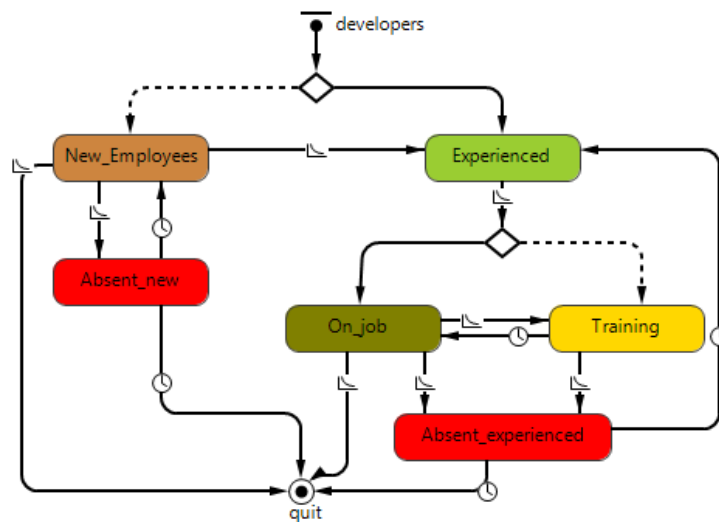 developers
New_Employees
Experienced
Absent_new
On_job
Training
Absent_experienced
quit